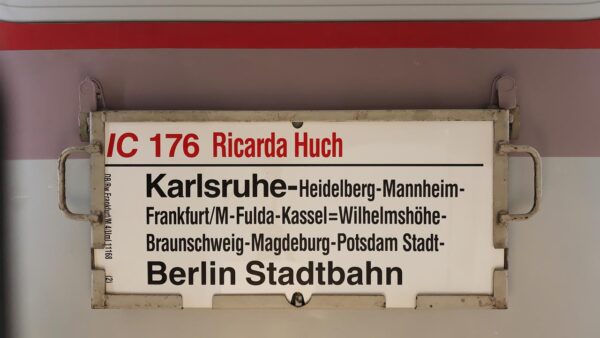 IC 176 Ricarda Huch
Karlsruhe-Heidelberg-Mannheim-
Frankfurt/M-Fulda-Kassel=Wilhelmshöhe-
Braunschweig-Magdeburg-Potsdam Stadt-
Berlin Stadtbahn